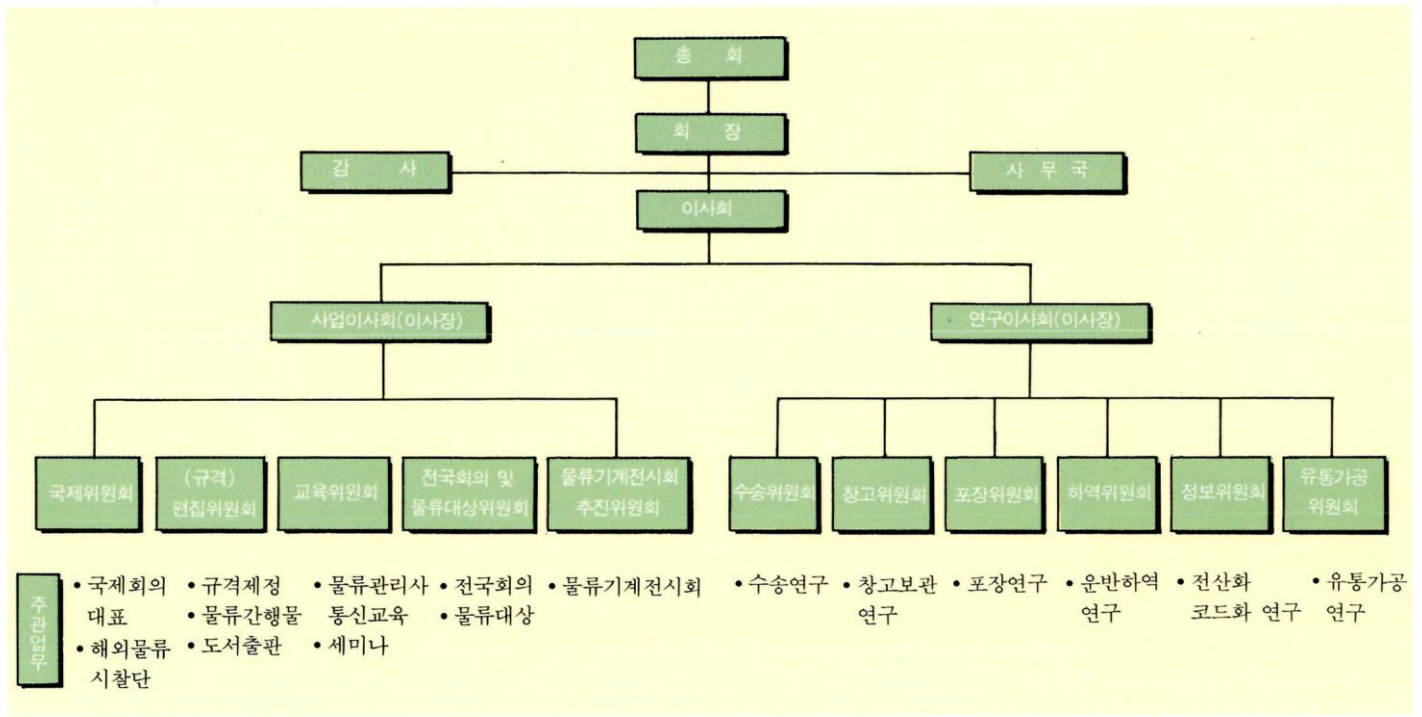 총 회
회 장
감 사
사 무 국
이사회
사업이사회(이사장)
연구이사회(이사장)
국제위원회
(규격)
편집위원회
교육위원회
전국회의 및
물류대상위원회
물류기계전시회
추진위원회
수송위원회
창고위원회
포장위원회
하역위원회
정보위원회
유통가공
위원회
주관업무
• 국제회의
대표
• 해외물류
시찰단
• 규격제정
• 물류간행물
• 도서출판
• 물류관리사
통신교육
• 세미나
• 전국회의
• 물류대상
• 물류기계전시회
• 수송연구
• 창고보관
연구
• 포장연구
• 운반하역
연구
• 전산화
코드화 연구
• 유통가공
연구